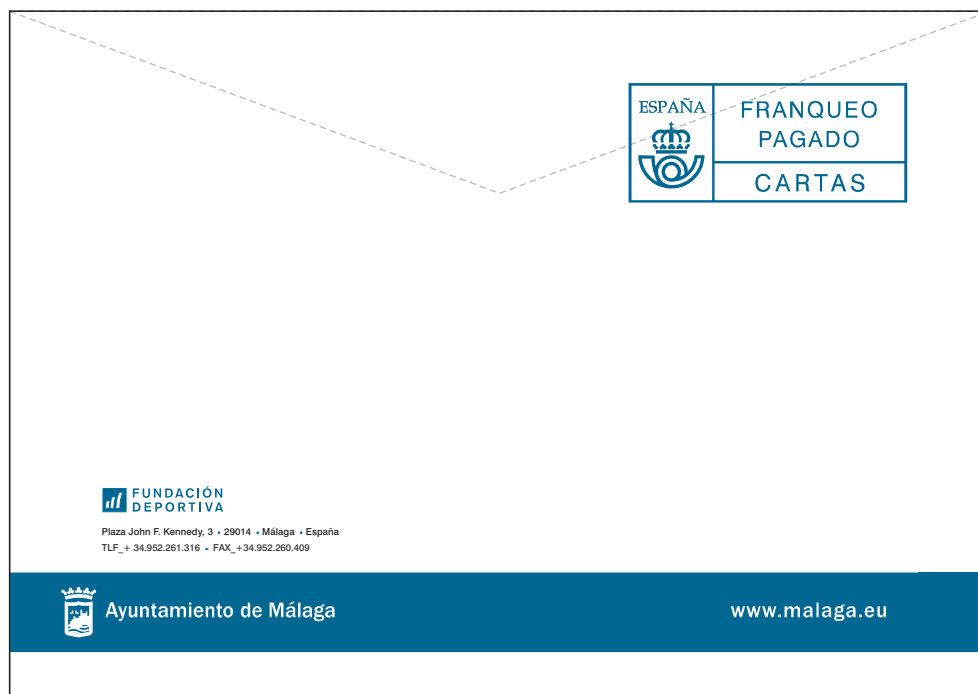 ESPAÑA
FRANQUEO
PAGADO
CARTAS
FUNDACIÓN
DEPORTIVA
Plaza John F. Kennedy, 3 • 29014 • Málaga • España
TLF_+ 34.952.261.316 • FAX_+34.952.260.409
Ayuntamiento de Málaga
www.malaga.eu